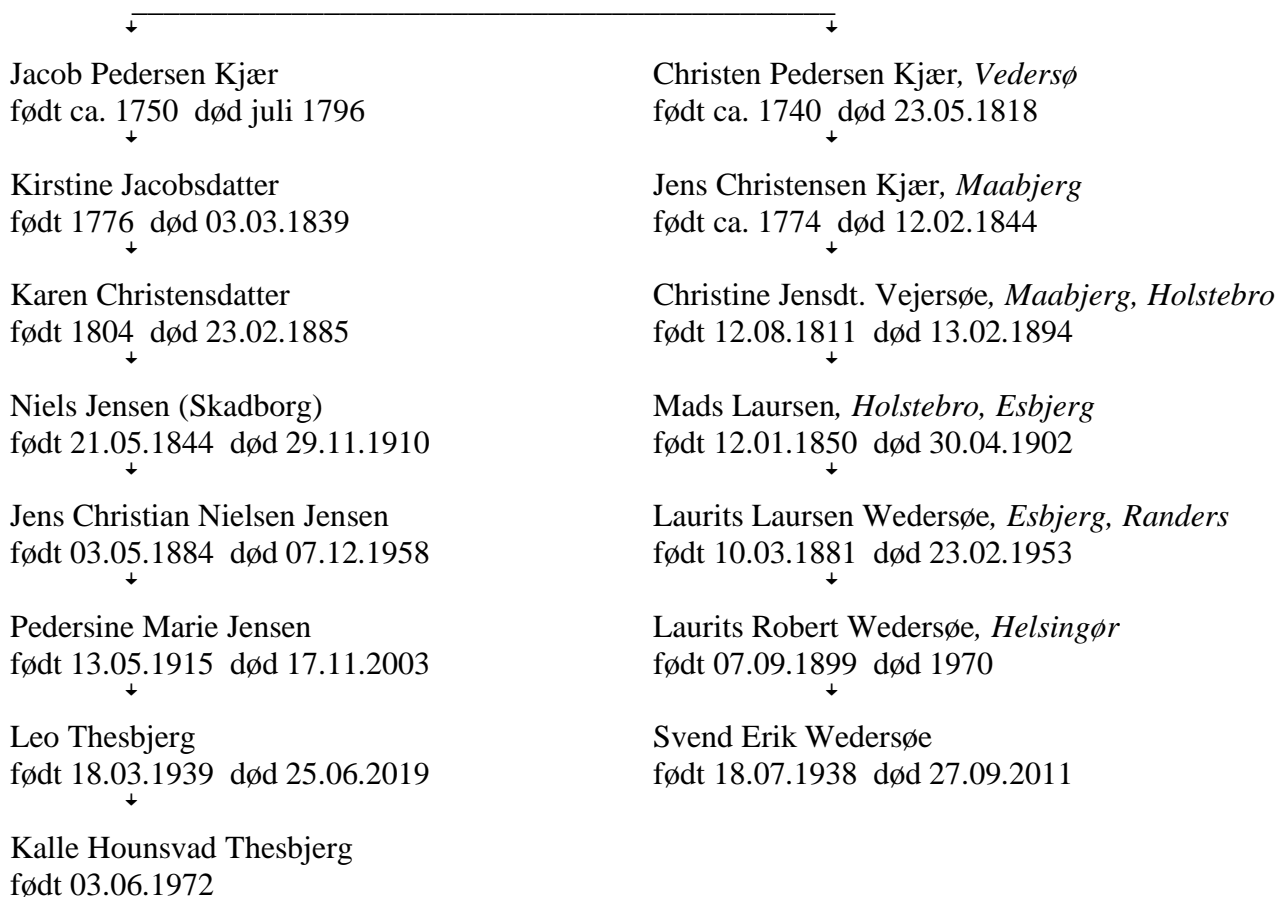 Jacob Pedersen Kjær
født ca. 1750 død juli 1796
Kirstine Jacobsdatter
født 1776 død 03.03.1839
Karen Christensdatter
født 1804 død 23.02.1885
Niels Jensen (Skadborg)
født 21.05.1844 død 29.11.1910
Jens Christian Nielsen Jensen
født 03.05.1884 død 07.12.1958
Pedersine Marie Jensen
født 13.05.1915 død 17.11.2003
Leo Thesbjerg
født 18.03.1939 død 25.06.2019
Kalle Hounsvad Thesbjerg
født 03.06.1972
Christen Pedersen Kjær, Vedersø
født ca. 1740 død 23.05.1818
Jens Christensen Kjær, Maabjerg
født ca. 1774 død 12.02.1844
Christine Jensdt. Vejersøe, Maabjerg, Holstebro
født 12.08.1811 død 13.02.1894
Mads Laursen, Holstebro, Esbjerg
født 12.01.1850 død 30.04.1902
Laurits Laursen Wedersøe, Esbjerg, Randers
født 10.03.1881 død 23.02.1953
Laurits Robert Wedersøe, Helsingør
født 07.09.1899 død 1970
Svend Erik Wedersøe
født 18.07.1938 død 27.09.2011